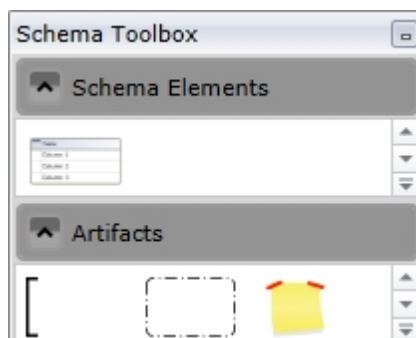 Schema Toolbox
Schema Elements
Table
Column 1
Column 2
Column 3
Artifacts